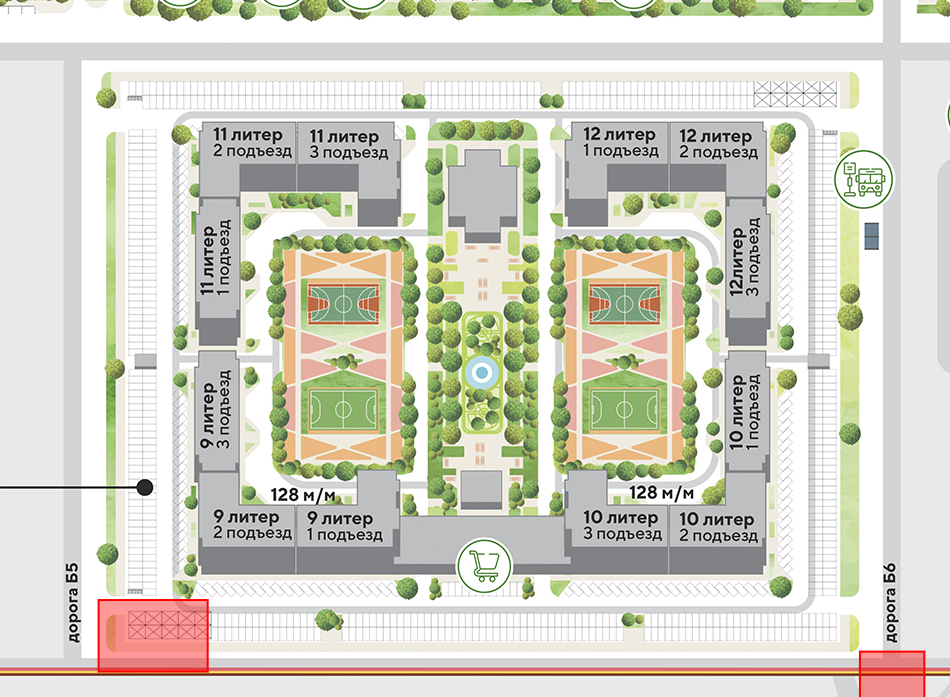 11 литер
2 подъезд
11 литер
3 подъезд
12 литер
1 подъезд
12 литер
2 подъезд
11 литер
1 подъезд
12литер
3 подъезд
9 литер
3 подъезд
10 литер
1 подъезд
128 м/м
128 м/м
9 литер
2 подъезд
9 литер
1 подъезд
10 литер
3 подъезд
10 литер
2 подъезд
дорога Б5
дорога Б6